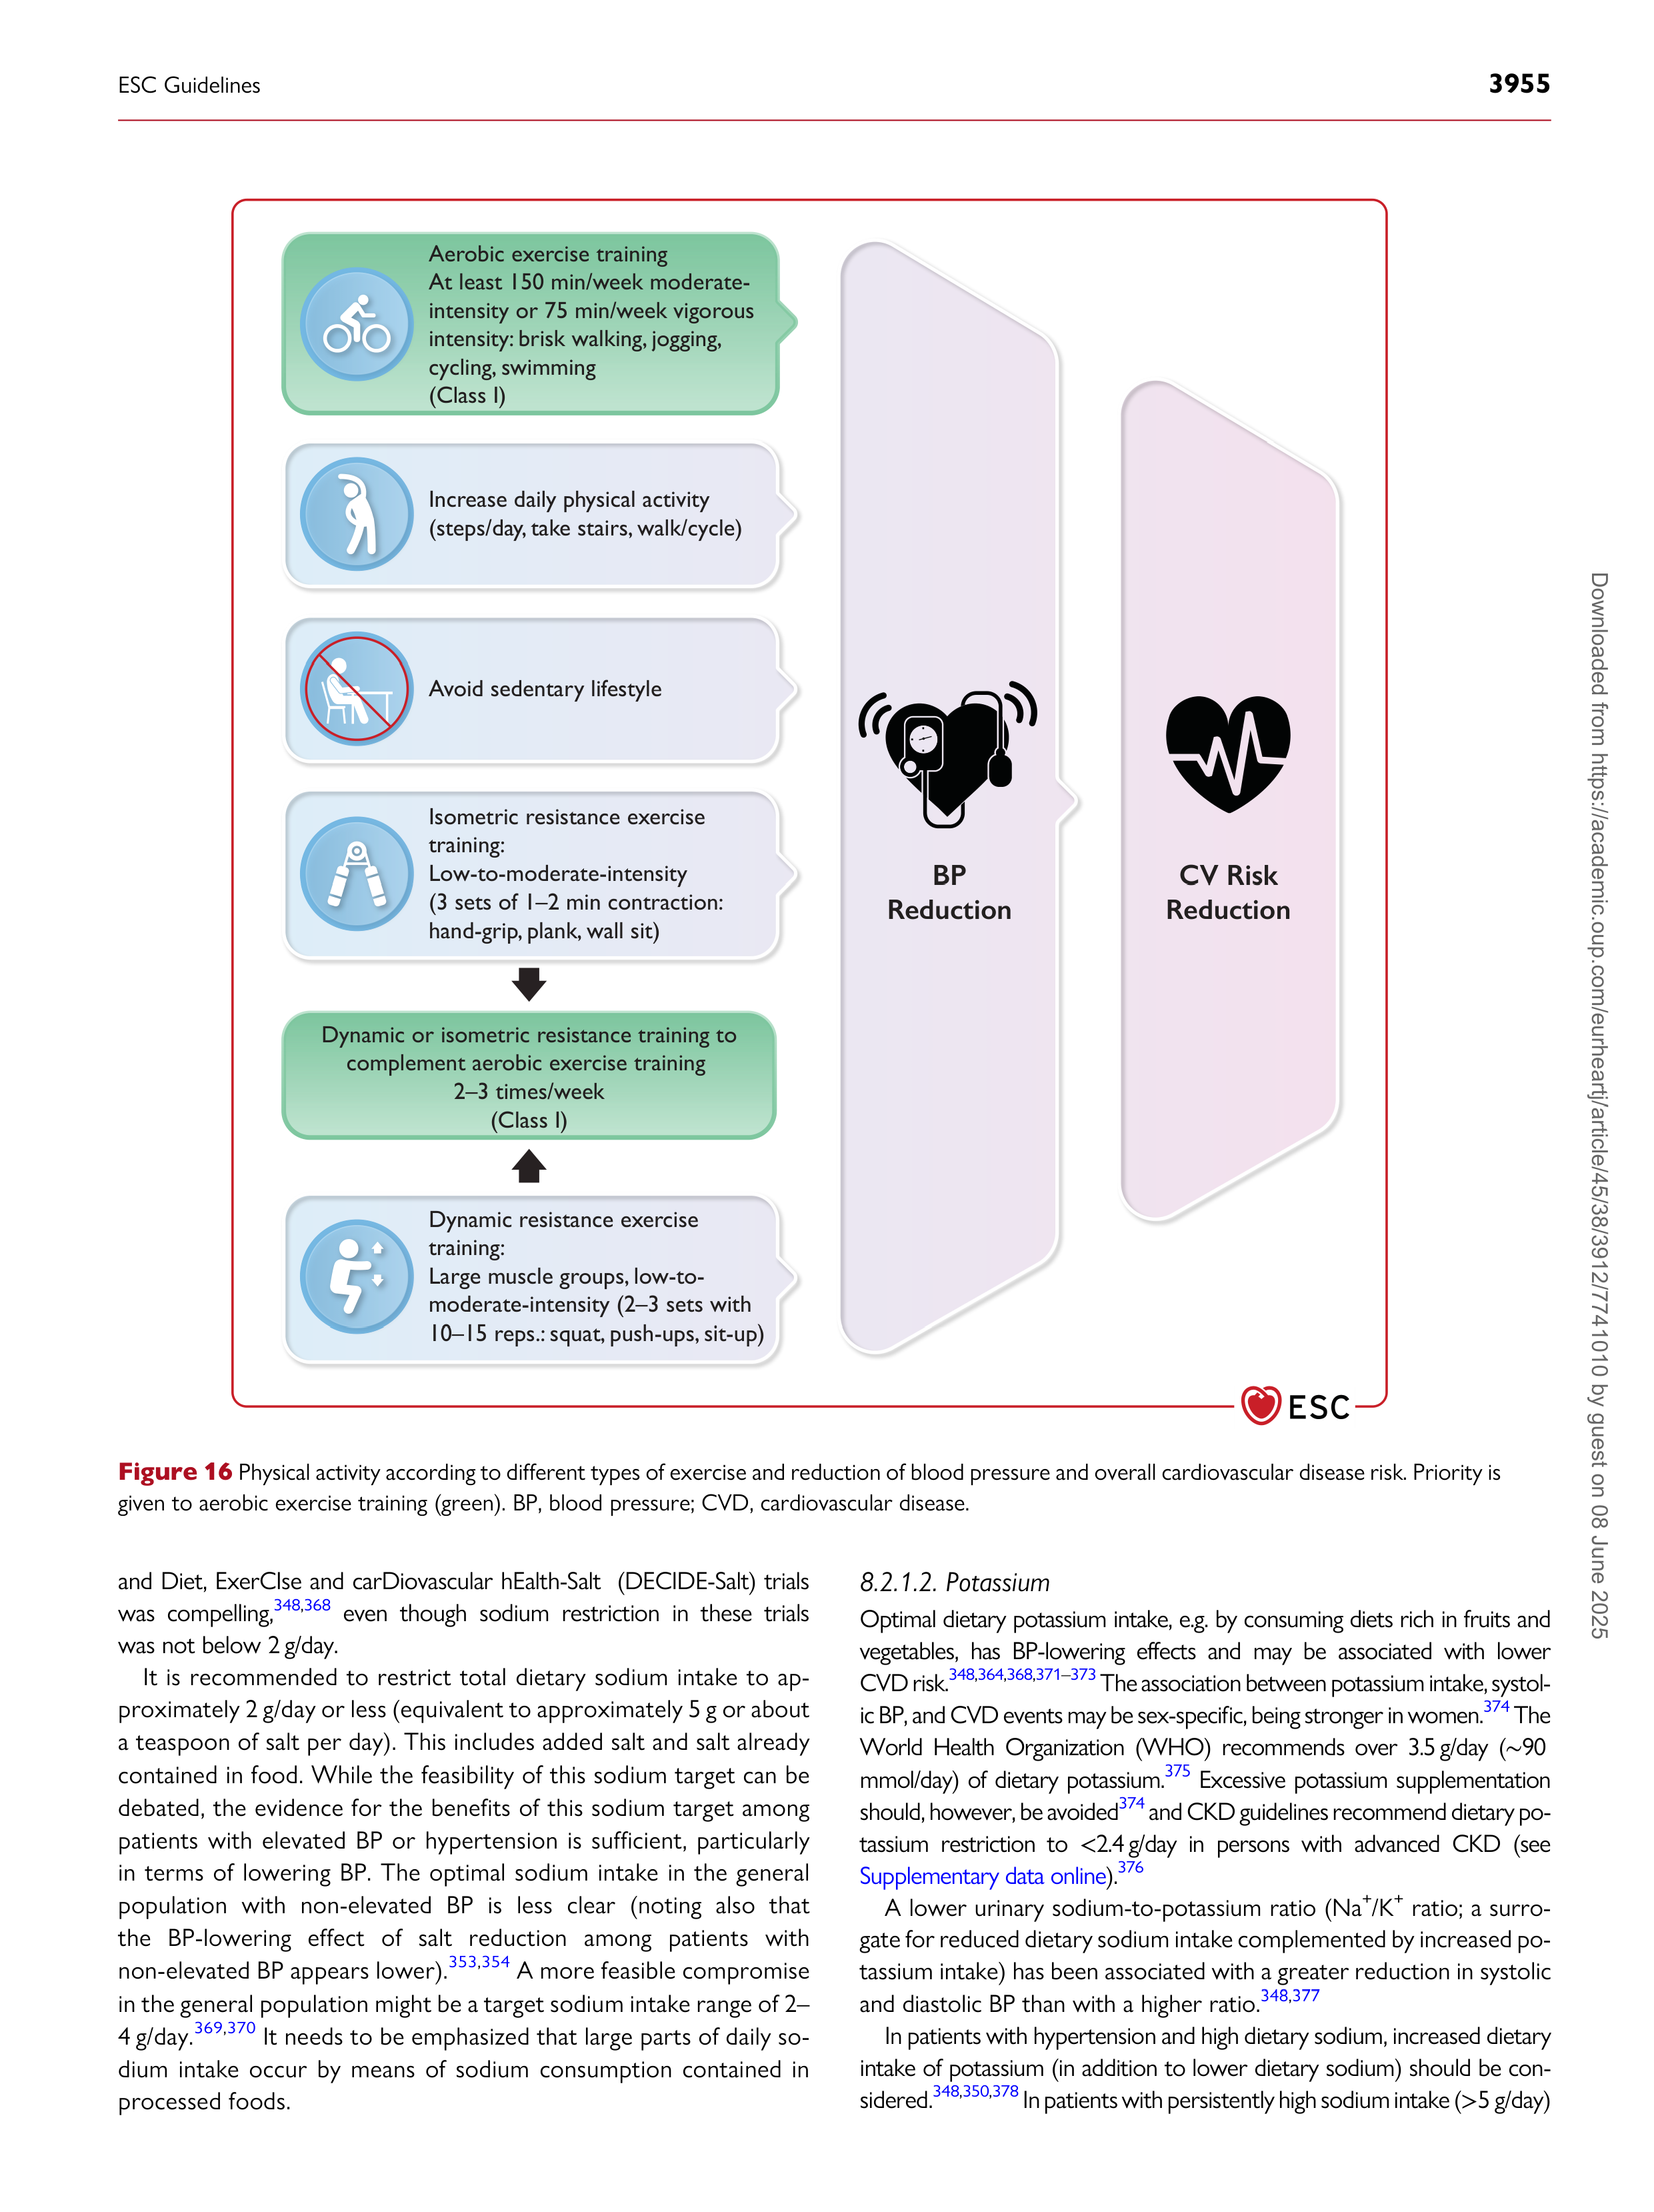 ESC Guidelines
3955
Aerobic exercise training
At least 150 min/week moderate-
intensity or 75 min/week vigorous
intensity: brisk walking, jogging,
cycling, swimming
(Class I)
Increase daily physical activity
(steps/day, take stairs, walk/cycle)
Avoid sedentary lifestyle
Isometric resistance exercise
training:
Low-to-moderate-intensity
(3 sets of 1–2 min contraction:
hand-grip, plank, wall sit)
Dynamic or isometric resistance training to
complement aerobic exercise training
2–3 times/week
(Class I)
Dynamic resistance exercise
training:
Large muscle groups, low-to-
moderate-intensity (2–3 sets with
10–15 reps.: squat, push-ups, sit-up)
BP
Reduction
CV Risk
Reduction
ESC
Figure 16 Physical activity according to different types of exercise and reduction of blood pressure and overall cardiovascular disease risk. Priority is
given to aerobic exercise training (green). BP, blood pressure; CVD, cardiovascular disease.
and Diet, ExerCIse and carDiovascular hEalth-Salt (DECIDE-Salt) trials
was compelling,348,368 even though sodium restriction in these trials
was not below 2 g/day.
It is recommended to restrict total dietary sodium intake to ap-
proximately 2 g/day or less (equivalent to approximately 5 g or about
a teaspoon of salt per day). This includes added salt and salt already
contained in food. While the feasibility of this sodium target can be
debated, the evidence for the benefits of this sodium target among
patients with elevated BP or hypertension is sufficient, particularly
in terms of lowering BP. The optimal sodium intake in the general
population with non-elevated BP is less clear (noting also that
the BP-lowering effect of salt reduction among patients with
non-elevated BP appears lower).353,354 A more feasible compromise
in the general population might be a target sodium intake range of 2–
4 g/day.369,370 It needs to be emphasized that large parts of daily so-
dium intake occur by means of sodium consumption contained in
processed foods.
8.2.1.2. Potassium
Optimal dietary potassium intake, e.g. by consuming diets rich in fruits and
vegetables, has BP-lowering effects and may be associated with lower
CVD risk.348,364,368,371–373 The association between potassium intake, systol-
ic BP, and CVD events may be sex-specific, being stronger in women.374 The
World Health Organization (WHO) recommends over 3.5 g/day (~90
mmol/day) of dietary potassium.375 Excessive potassium supplementation
should, however, be avoided374 and CKD guidelines recommend dietary po-
tassium restriction to <2.4 g/day in persons with advanced CKD (see
Supplementary data online).376
A lower urinary sodium-to-potassium ratio (Na+/K+ ratio; a surro-
gate for reduced dietary sodium intake complemented by increased po-
tassium intake) has been associated with a greater reduction in systolic
and diastolic BP than with a higher ratio.348,377
In patients with hypertension and high dietary sodium, increased dietary
intake of potassium (in addition to lower dietary sodium) should be con-
sidered.348,350,378 In patients with persistently high sodium intake (>5 g/day)
Downloaded from https://academic.oup.com/eurheartj/article/45/38/3912/7741010 by guest on 08 June 2025